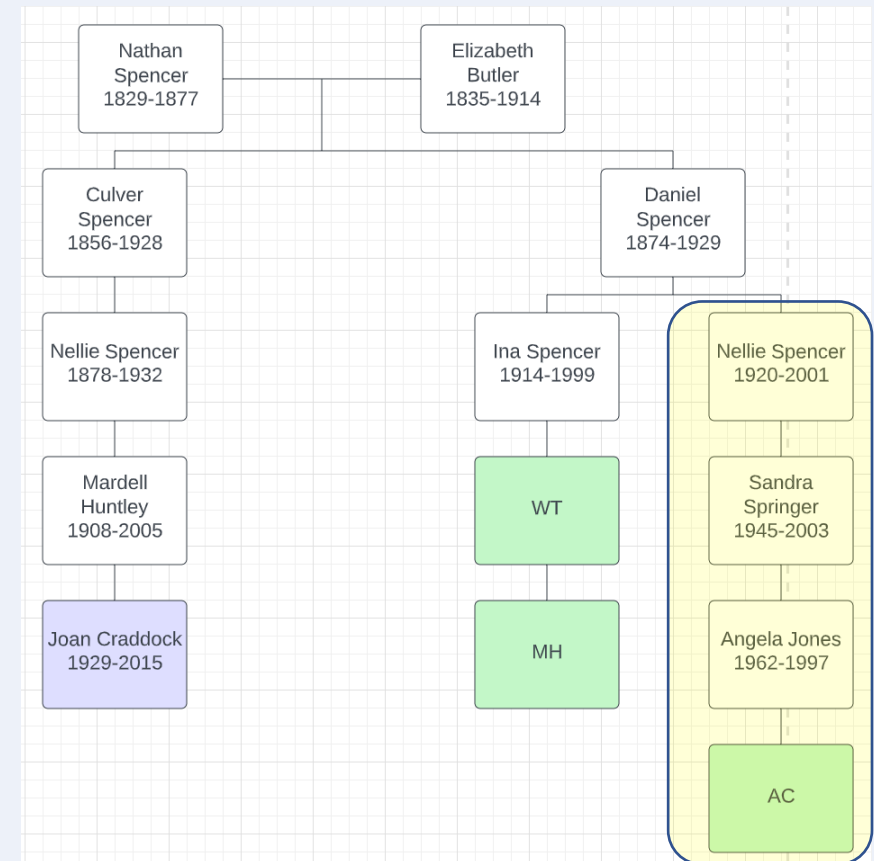 Nathan
Spencer
1829-1877
Elizabeth
Butler
1835-1914
Culver
Spencer
1856-1928
Daniel
Spencer
1874-1929
Nellie Spencer
1878-1932
Ina Spencer
1914-1999
Nellie Spencer
1920-2001
Mardell
Huntley
1908-2005
WT
Sandra
Springer
1945-2003
Joan Craddock
1929-2015
MH
Angela Jones
1962-1997
AC